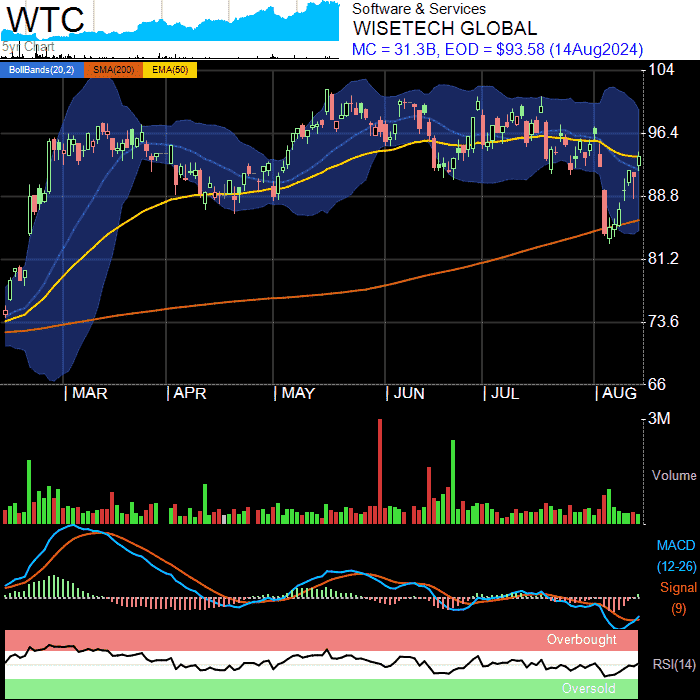 WTC
5yr Chart
Software & Services
WISETECH GLOBAL
MC = 31.3B, EOD = $93.58 (14Aug2024)
BollBands(20,2) SMA(200) EMA(50)
104
96.4
88.8
81.2
73.6
66
MAR APR MAY JUN JUL AUG
3M
Volume
MACD
(12-26)
Signal
(9)
Overbought
RSI(14)
Oversold